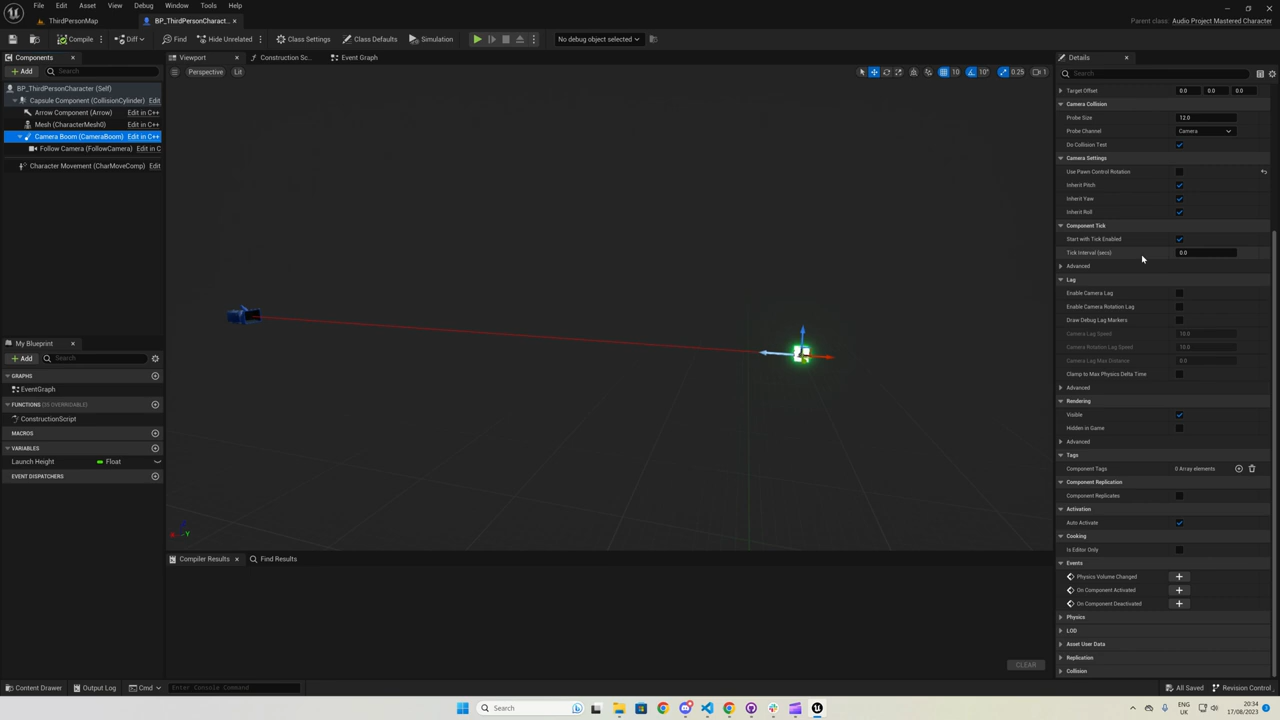 File Edit Asset View Debug Window Tools Help
ThirdPersonMap BP_ThirdPersonCharact...
Parent class: Audio Project Mastered Character
Compile Diff Find Hide Unrelated Class Settings Class Defaults Simulation No debug object selected
Components Viewport Construction Sc... Event Graph Details
Add Search Perspective Lit 10 10° 0.25 1 Search
BP_ThirdPersonCharacter (Self)
Capsule Component (CollisionCylinder) Edit
Arrow Component (Arrow) Edit in C++
Mesh (CharacterMesh0) Edit in C++
Camera Boom (CameraBoom) Edit in C++
Follow Camera (FollowCamera) Edit in C
Character Movement (CharMoveComp) Edit
My Blueprint
Add Search
GRAPHS
EventGraph
FUNCTIONS (35 OVERRIDABLE)
ConstructionScript
MACROS
VARIABLES
Launch Height Float
EVENT DISPATCHERS
Y
Compiler Results Find Results
CLEAR
Target Offset 0.0 0.0 0.0
Camera Collision
Probe Size 12.0
Probe Channel Camera
Do Collision Test
Camera Settings
Use Pawn Control Rotation
Inherit Pitch
Inherit Yaw
Inherit Roll
Component Tick
Start with Tick Enabled
Tick Interval (secs) 0.0
Advanced
Lag
Enable Camera Lag
Enable Camera Rotation Lag
Draw Debug Lag Markers
Camera Lag Speed 10.0
Camera Rotation Lag Speed 10.0
Camera Lag Max Distance 0.0
Clamp to Max Physics Delta Time
Advanced
Rendering
Visible
Hidden in Game
Advanced
Tags
Component Tags 0 Array elements
Component Replication
Component Replicates
Activation
Auto Activate
Cooking
Is Editor Only
Events
Physics Volume Changed
On Component Activated
On Component Deactivated
Physics
LOD
Asset User Data
Replication
Collision
Content Drawer Output Log Cmd Enter Console Command All Saved Revision Control
Search
ENG
UK
20:34
17/08/2023